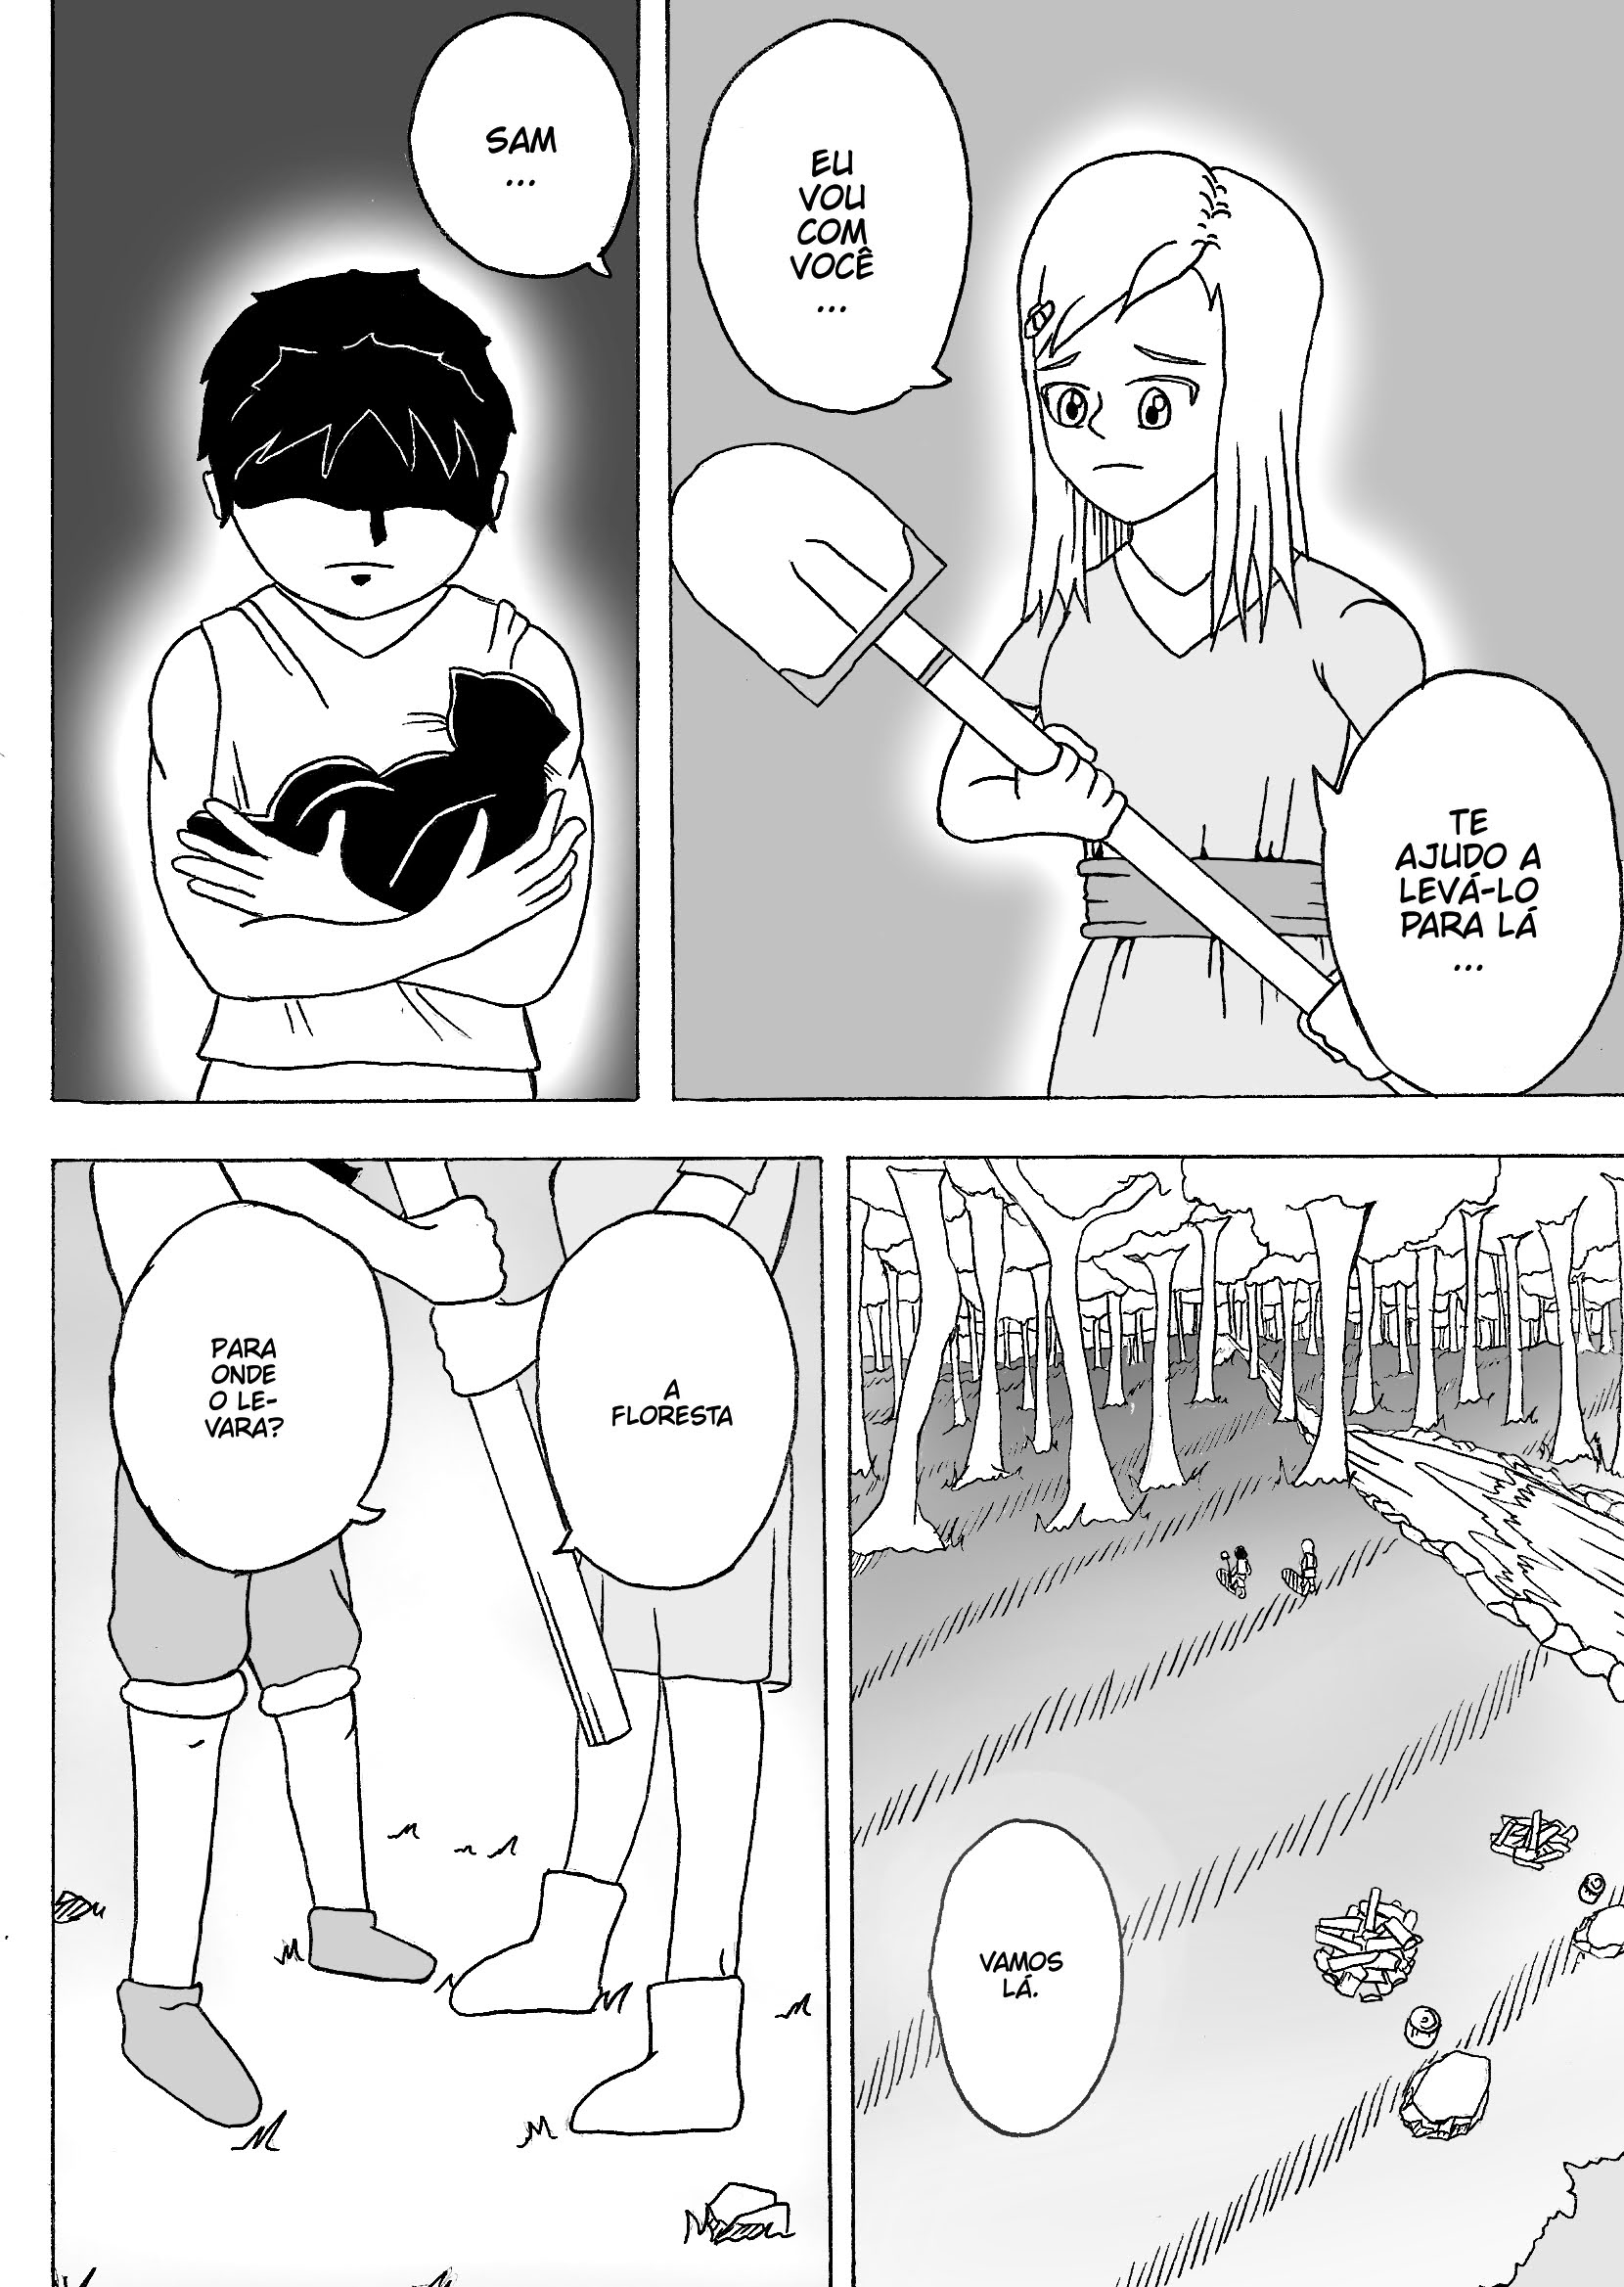 SAM
...
EU
VOU
COM
VOCÊ
...
TE
AJUDO A
LEVÁ-LO
PARA LÁ
...
PARA
ONDE
O LE-
VARA?
A
FLORESTA
VAMOS
LÁ.